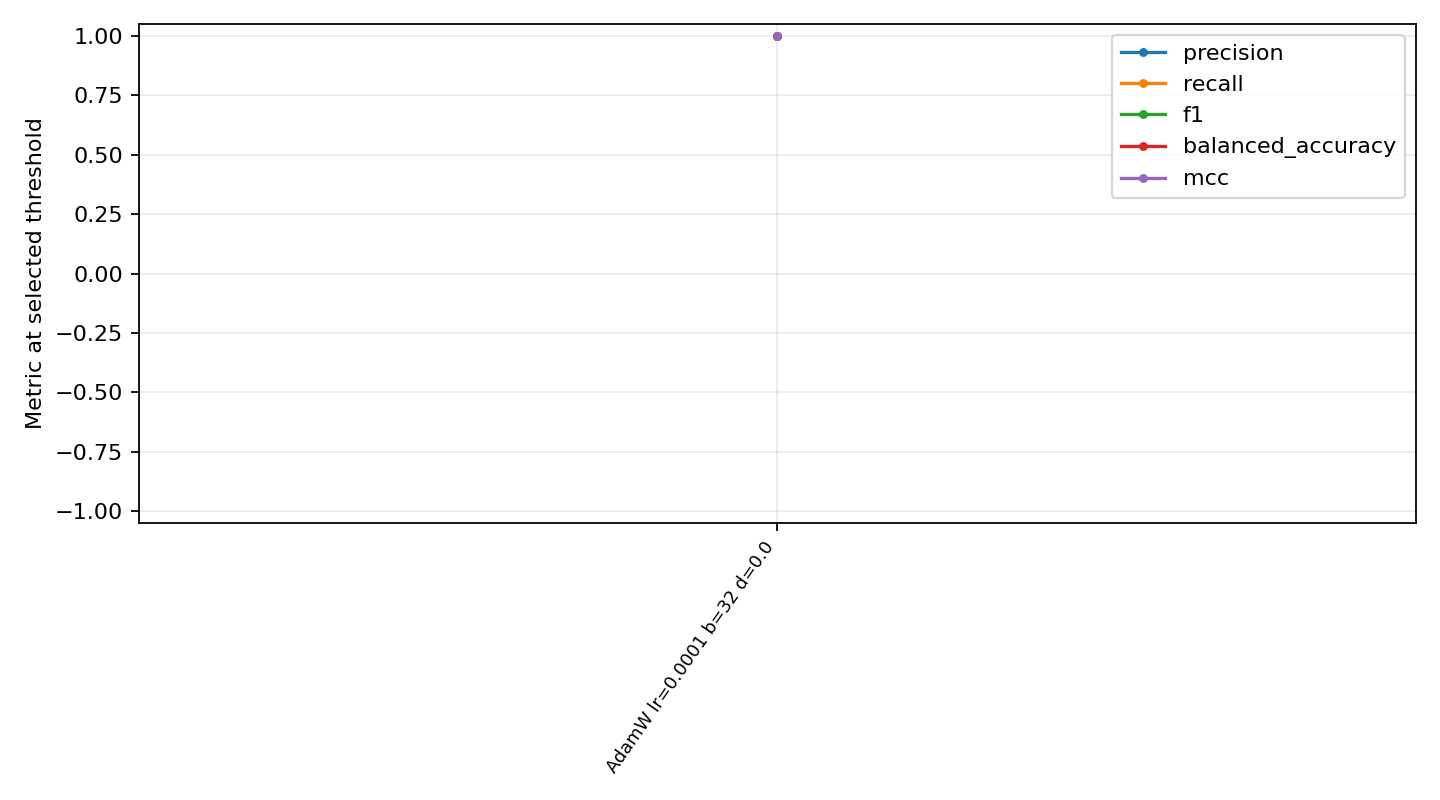 1.00
0.75
0.50
0.25
0.00
−0.25
−0.50
−0.75
−1.00
Metric at selected threshold
precision
recall
f1
balanced_accuracy
mcc
AdamW lr=0.0001 b=32 d=0.0